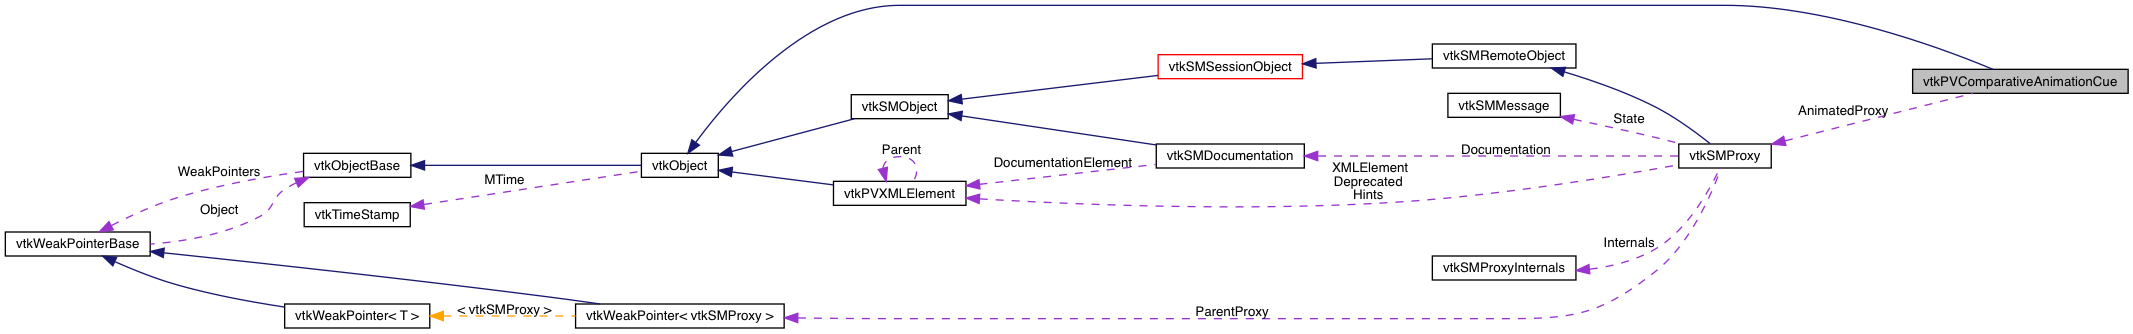 vtkSMRemoteObject
vtkSMSessionObject
vtkPVComparativeAnimationCue
vtkSMObject
vtkSMMessage
AnimatedProxy
State
Parent
Documentation
vtkSMDocumentation
vtkSMProxy
vtkObjectBase
vtkObject
WeakPointers
DocumentationElement
XMLElement
Deprecated
Hints
MTime
vtkPVXMLElement
Object
vtkTimeStamp
vtkWeakPointerBase
Internals
vtkSMProxyInternals
vtkWeakPointer< T >
< vtkSMProxy >
vtkWeakPointer< vtkSMProxy >
ParentProxy